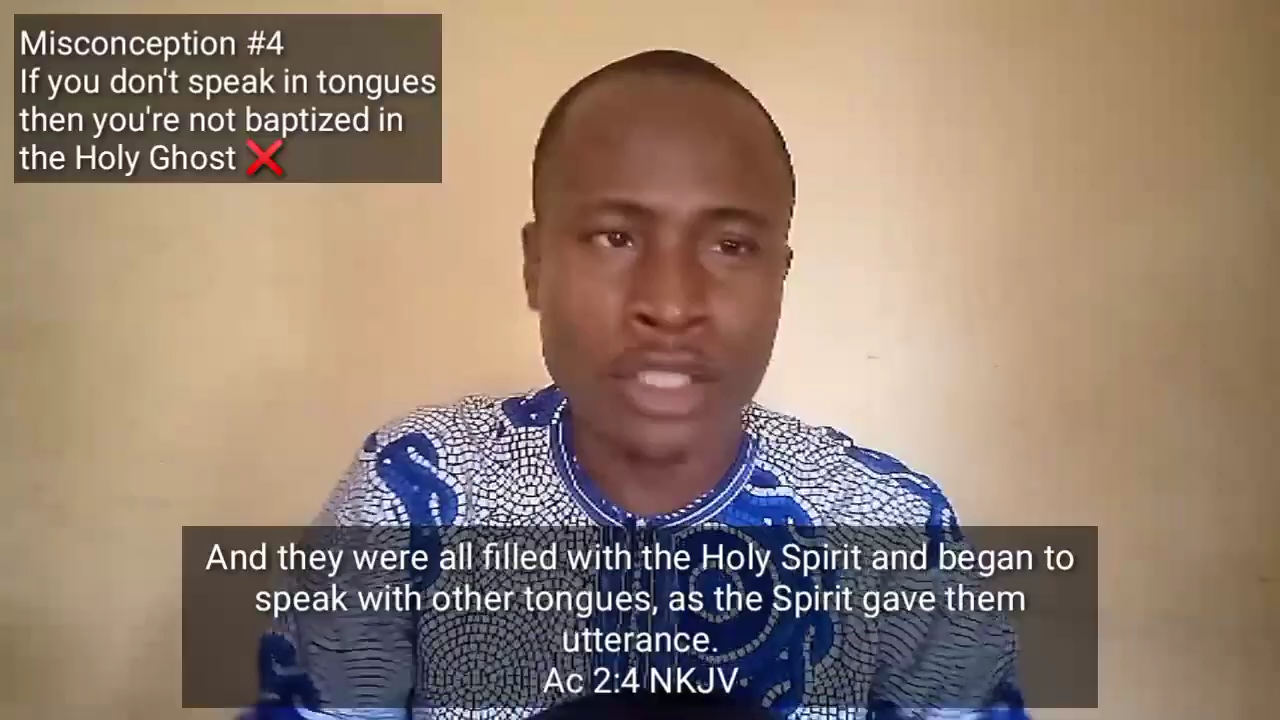 Misconception #4
If you don't speak in tongues
then you're not baptized in
the Holy Ghost ❌
And they were all filled with the Holy Spirit and began to
speak with other tongues, as the Spirit gave them
utterance.
Ac 2:4 NKJV